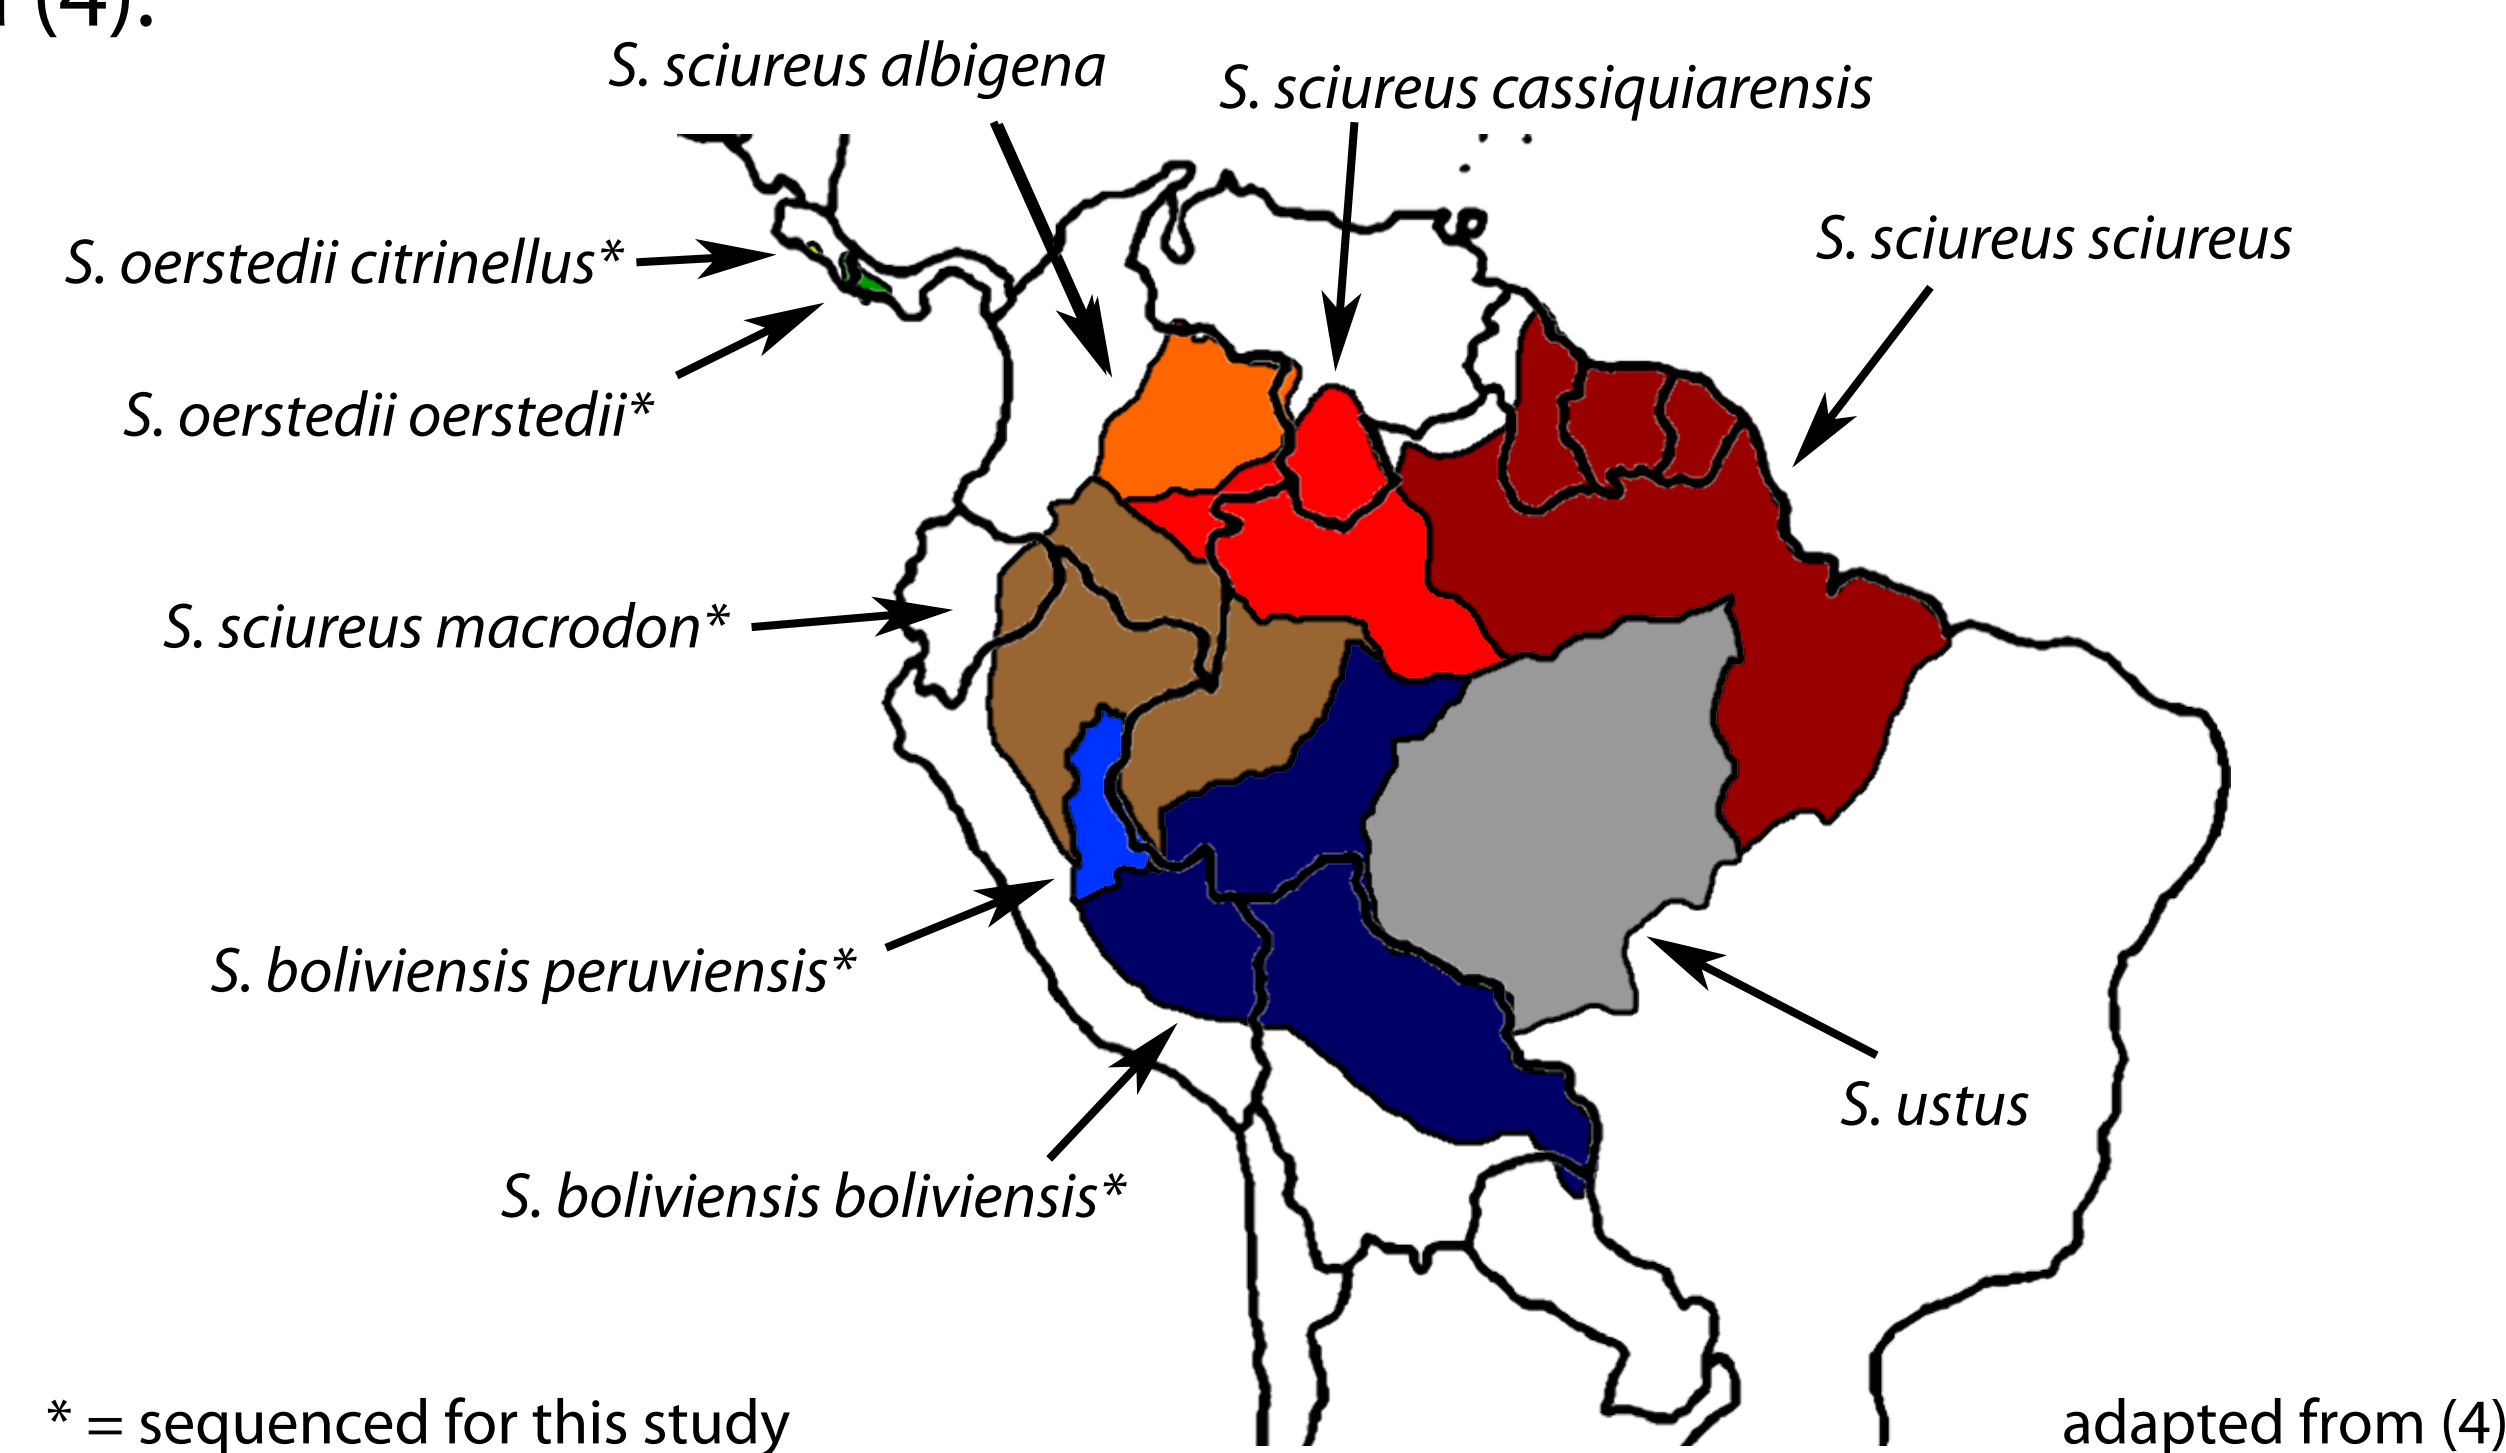 (4).
S. sciureus albigena
S. sciureus cassiquiarensis
S. sciureus sciureus
S. oerstedii citrinellus*
S. oerstedii oerstedii*
S. sciureus macrodon*
S. boliviensis peruviensis*
S. ustus
S. boliviensis boliviensis*
* = sequenced for this study
adapted from (4)